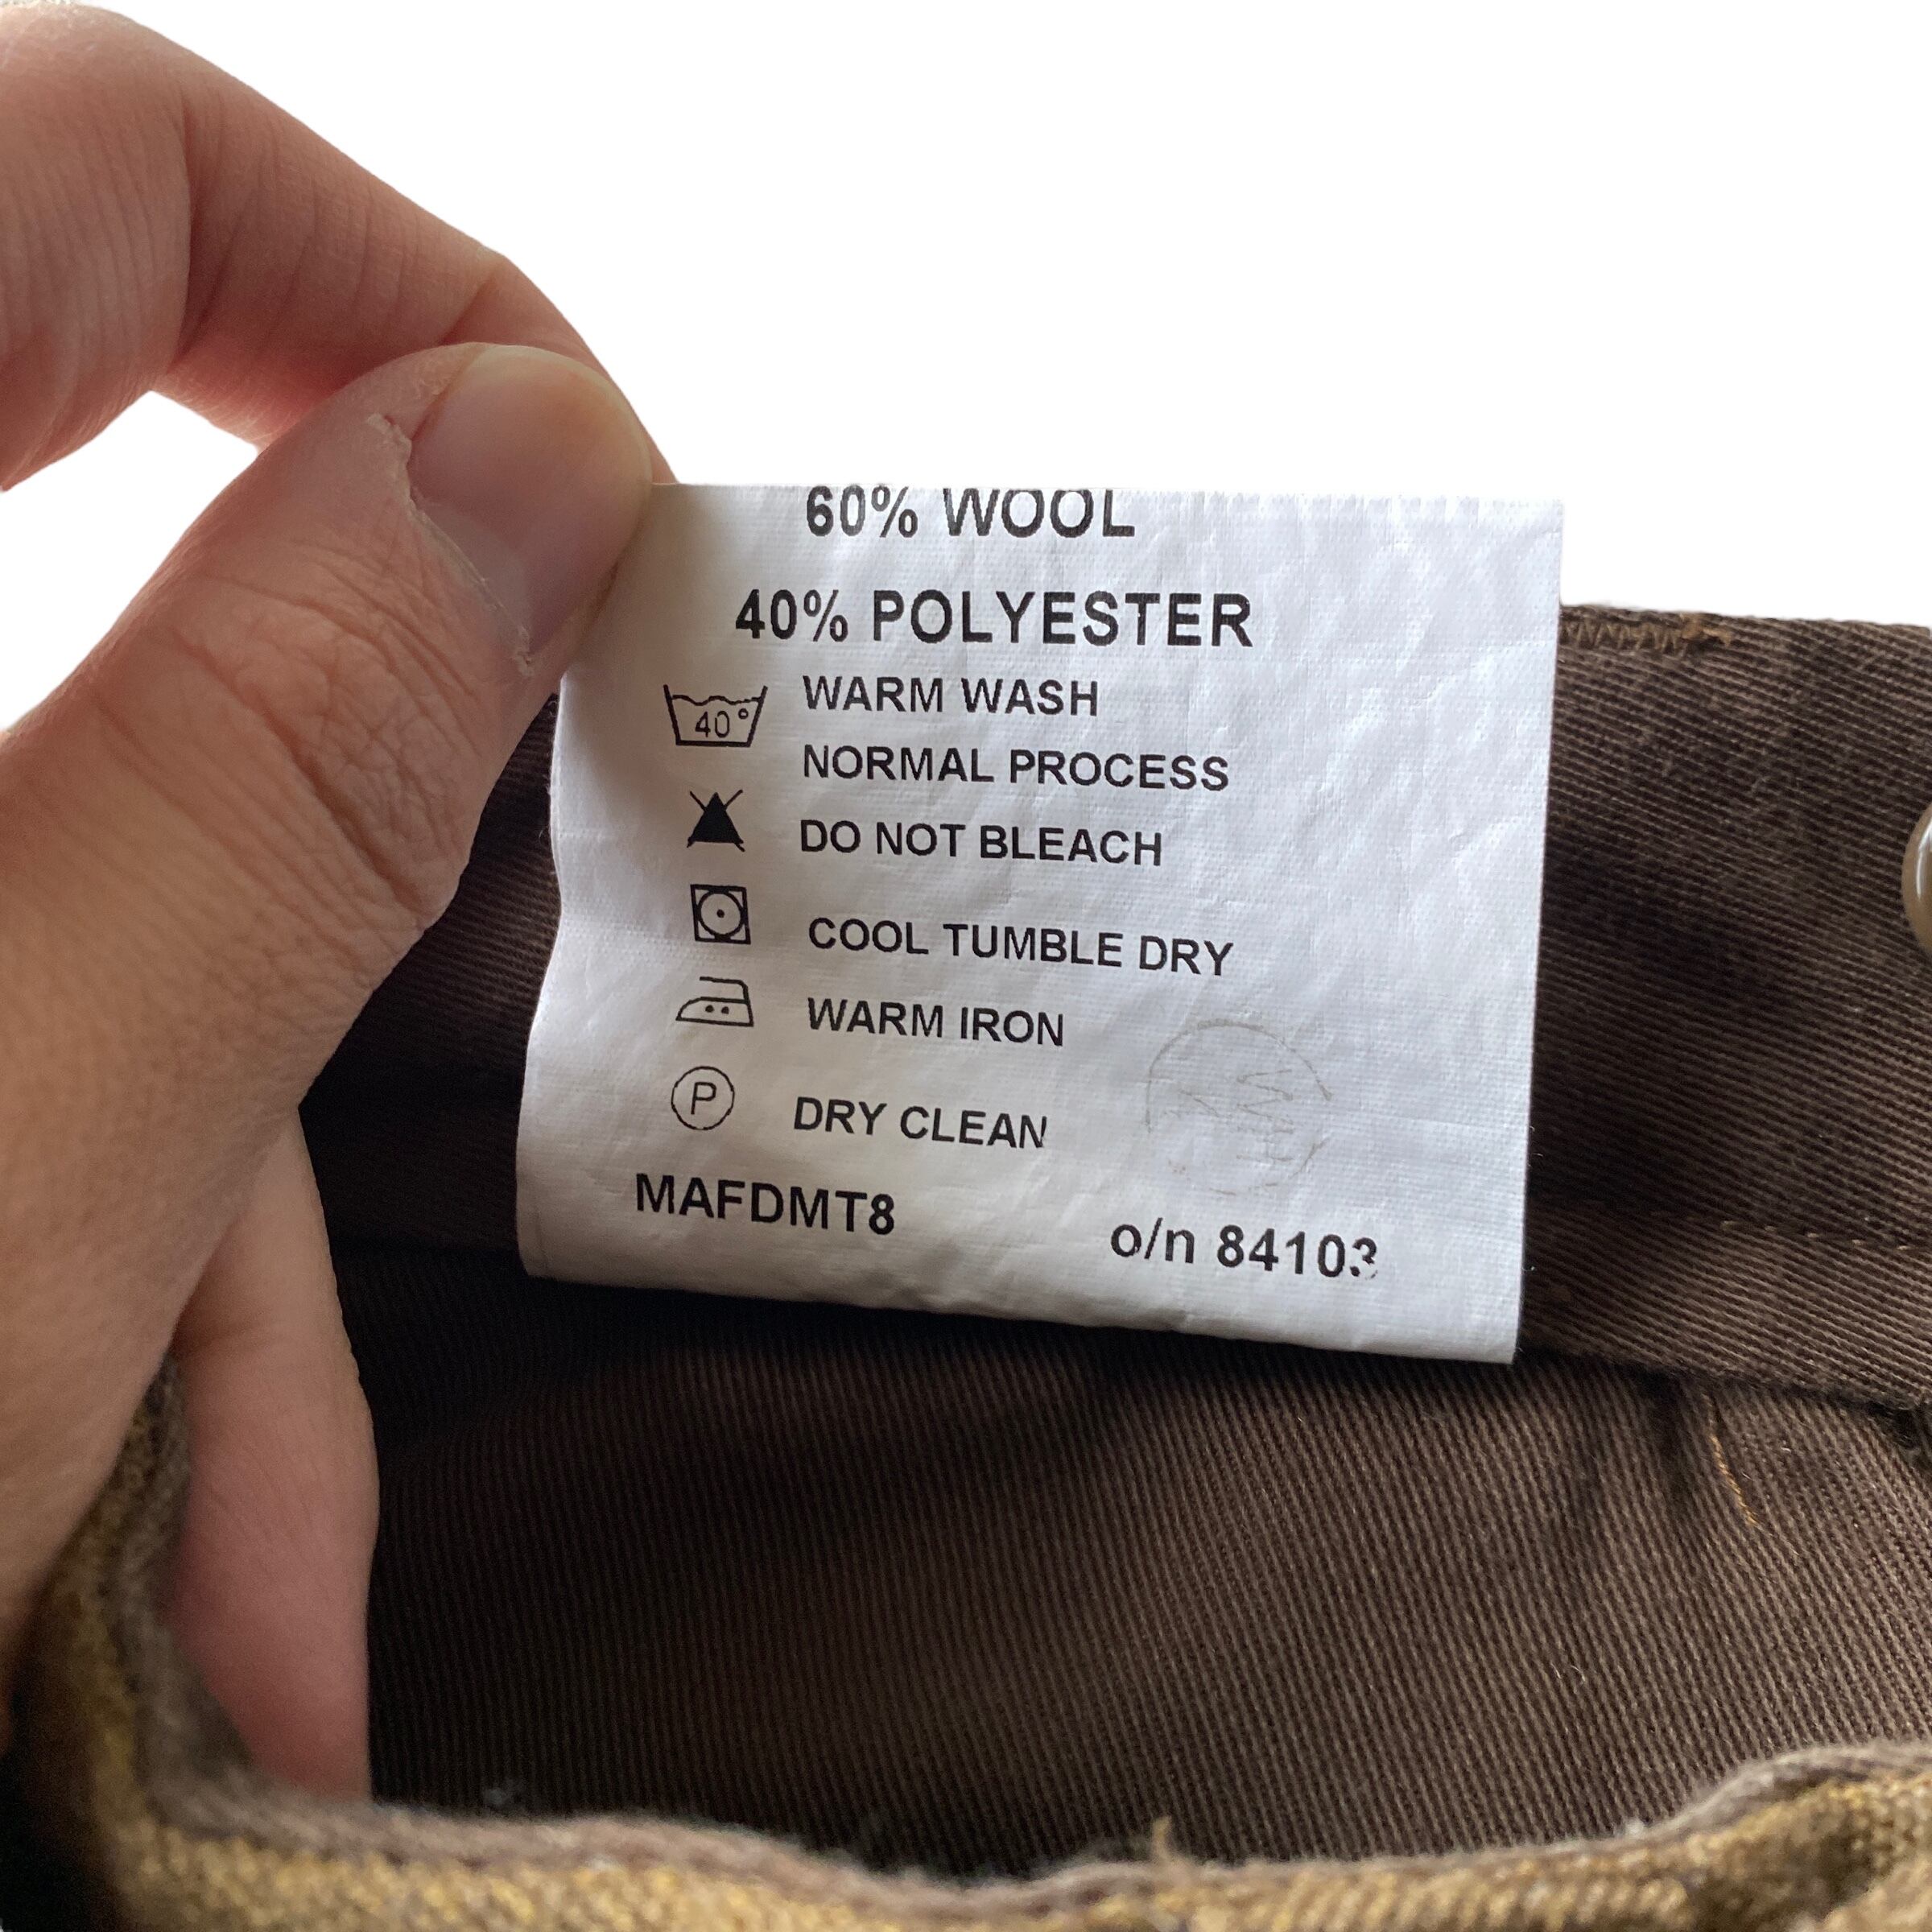 60% WOOL
40% POLYESTER
40°
WARM WASH
NORMAL PROCESS
DO NOT BLEACH
COOL TUMBLE DRY
WARM IRON
P
DRY CLEAN
MAFDMT8
o/n 84103